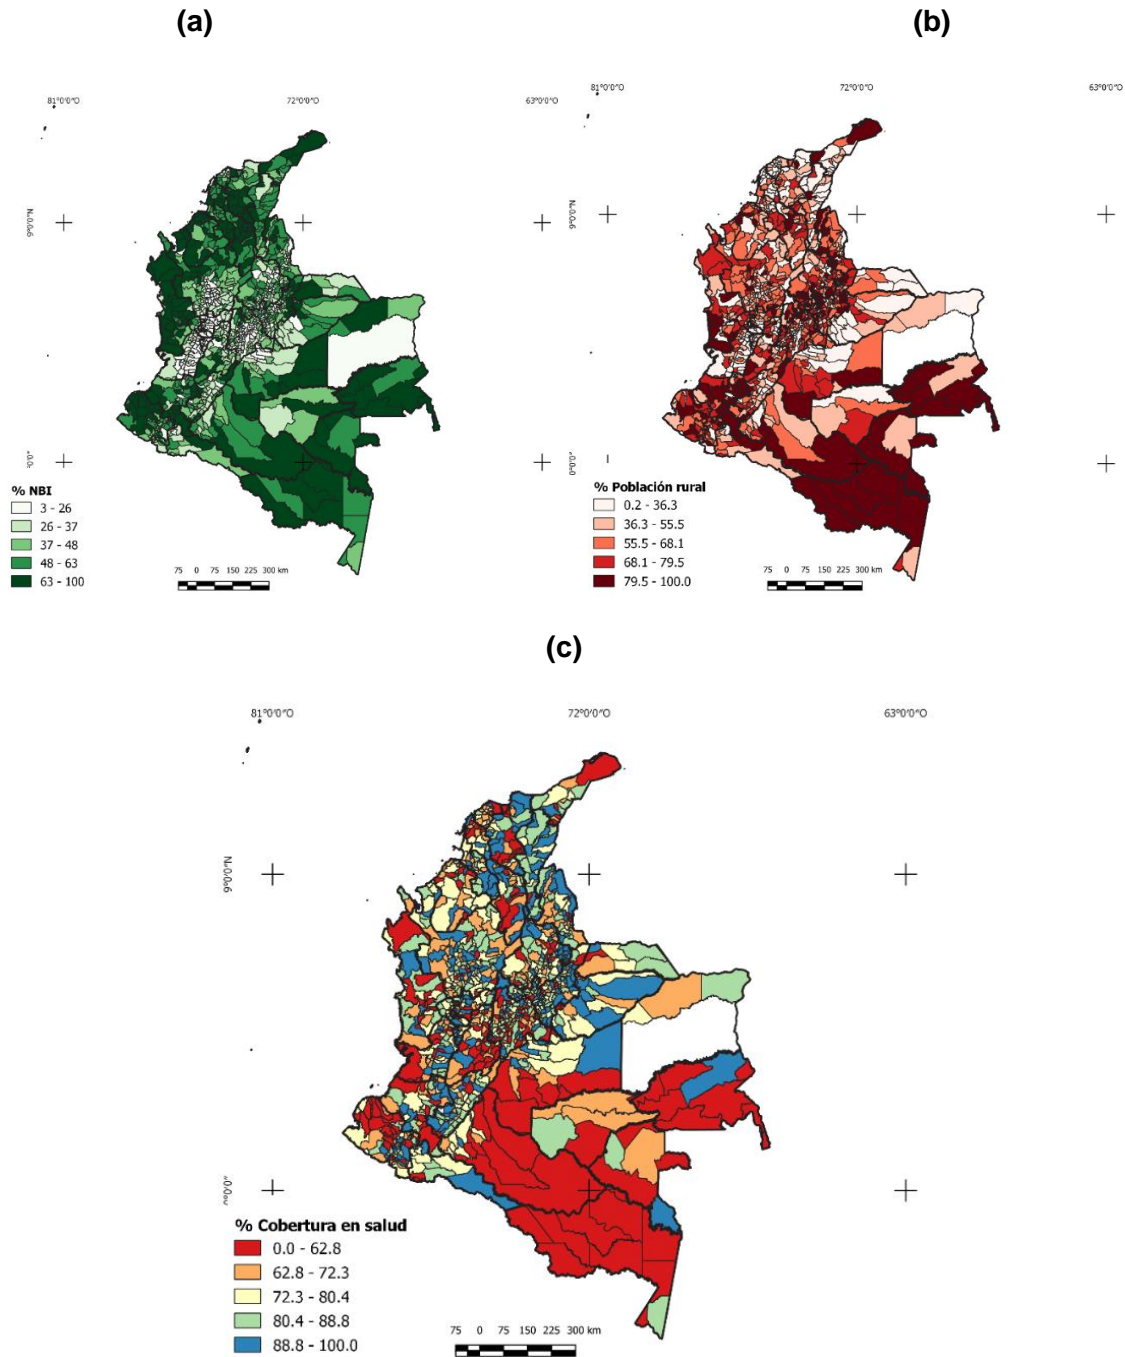 (a)
(b)
81°0'0"O
72°0'0"O
63°0'0"O
81°0'0"O
72°0'0"O
63°0'0"O
9°0'0"N
9°0'0"N
0°0'0"
0°0'0"
% NBI
3 - 26
26 - 37
37 - 48
48 - 63
63 - 100
75 0 75 150 225 300 km
% Población rural
0.2 - 36.3
36.3 - 55.5
55.5 - 68.1
68.1 - 79.5
79.5 - 100.0
75 0 75 150 225 300 km
(c)
81°0'0"O
72°0'0"O
63°0'0"O
9°0'0"N
0°0'0"
% Cobertura en salud
0.0 - 62.8
62.8 - 72.3
72.3 - 80.4
80.4 - 88.8
88.8 - 100.0
75 0 75 150 225 300 km